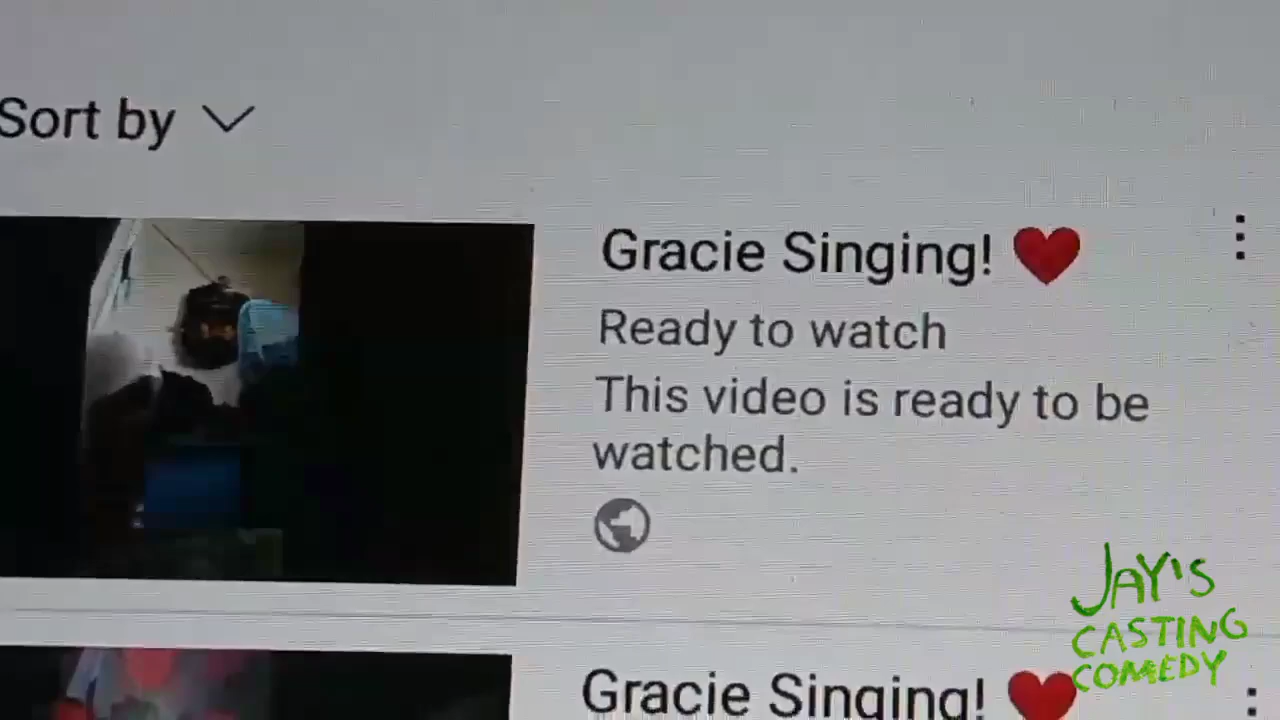 Sort by
Gracie Singing! ❤️
Ready to watch
This video is ready to be
watched.
JAY'S
CASTING
COMEDY
Gracie Singing! ❤️